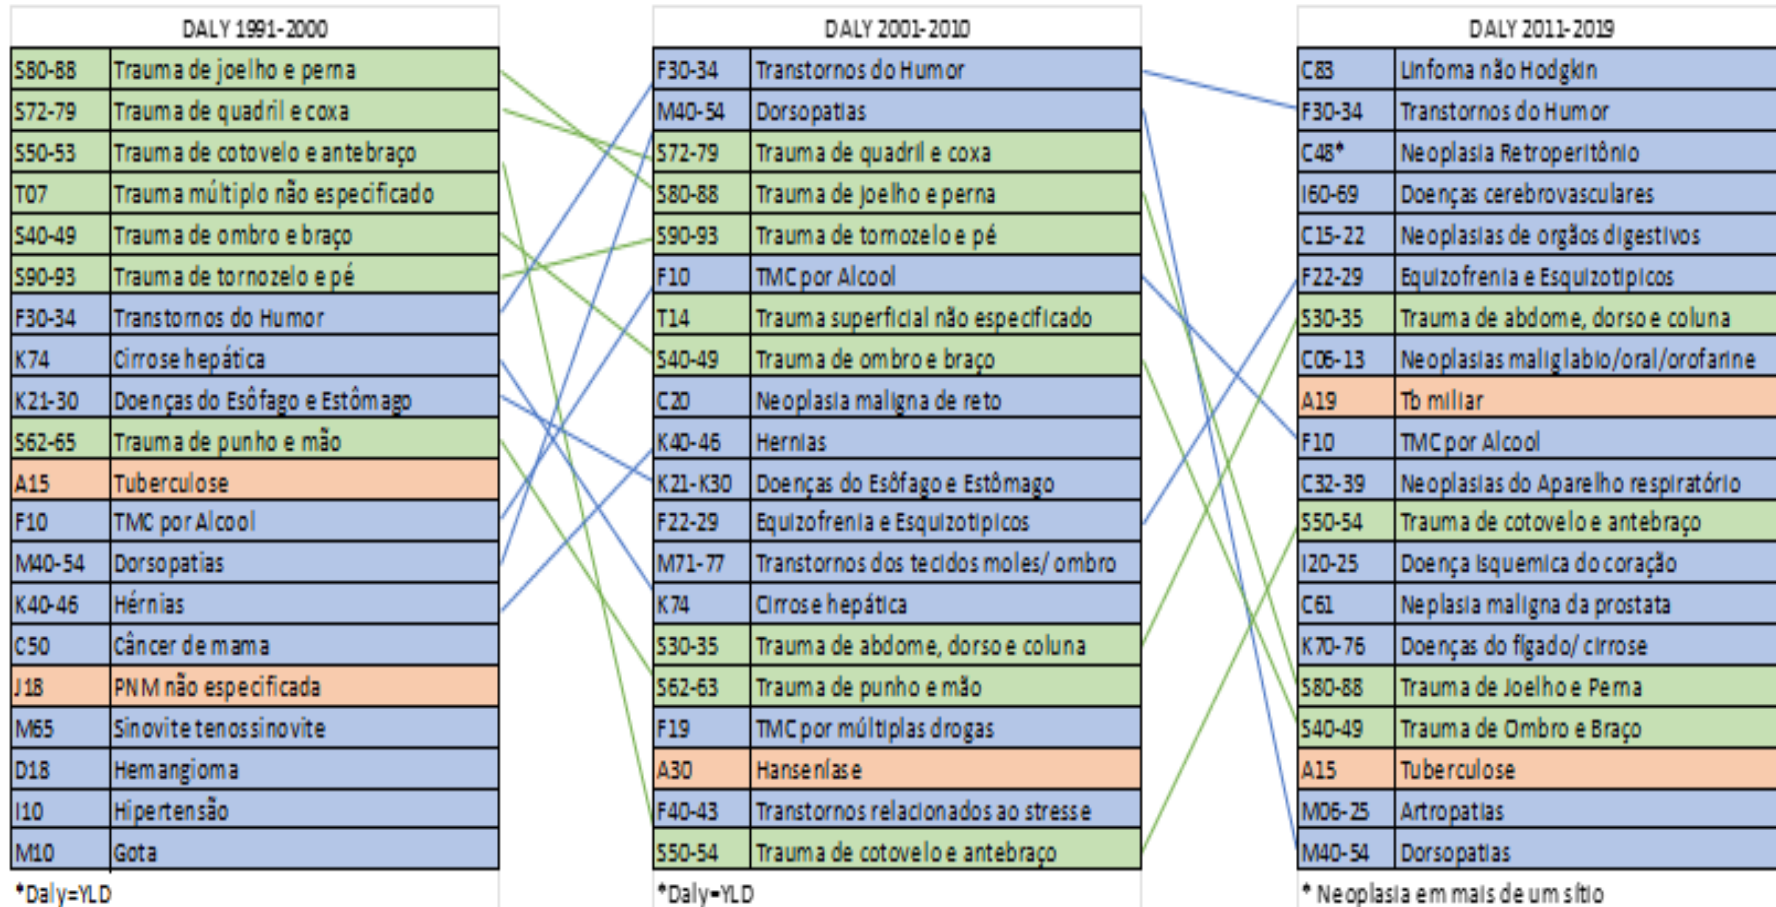 DALY 1991-2000
S80-88 Trauma de joelho e perna
S72-79 Trauma de quadril e coxa
S50-53 Trauma de cotovelo e antebraço
T07 Trauma múltiplo não especificado
S40-49 Trauma de ombro e braço
S90-93 Trauma de tornozelo e pé
F30-34 Transtornos do Humor
K74 Cirrose hepática
K21-30 Doenças do Esôfago e Estômago
S62-65 Trauma de punho e mão
A15 Tuberculose
F10 TMC por Alcool
M40-54 Dorsopatias
K40-46 Hérnias
C50 Câncer de mama
J18 PNM não especificada
M65 Sinovite tenossinovite
D18 Hemangioma
I10 Hipertensão
M10 Gota
*Daly=YLD
DALY 2001-2010
F30-34 Transtornos do Humor
M40-54 Dorsopatias
S72-79 Trauma de quadril e coxa
S80-88 Trauma de Joelho e perna
S90-93 Trauma de tornozelo e pé
F10 TMC por Alcool
T14 Trauma superficial não especificado
S40-49 Trauma de ombro e braço
C20 Neoplasia maligna de reto
K40-46 Hernias
K21-K30 Doenças do Esôfago e Estômago
F22-29 Equizofrenia e Esquizotipicos
M71-77 Transtornos dos tecidos moles/ ombro
K74 Cirrose hepática
S30-35 Trauma de abdome, dorso e coluna
S62-63 Trauma de punho e mão
F19 TMC por múltiplas drogas
A30 Hanseníase
F40-43 Transtornos relacionados ao stresse
S50-54 Trauma de cotovelo e antebraço
*Daly=YLD
DALY 2011-2019
C83 Linfoma não Hodgkin
F30-34 Transtornos do Humor
C48* Neoplasia Retroperitônio
I60-69 Doenças cerebrovasculares
C15-22 Neoplasias de orgãos digestivos
F22-29 Equizofrenia e Esquizotipicos
S30-35 Trauma de abdome, dorso e coluna
C06-13 Neoplasias malig labio/oral/orofarine
A19 Tb miliar
F10 TMC por Alcool
C32-39 Neoplasias do Aparelho respiratório
S50-54 Trauma de cotovelo e antebraço
I20-25 Doença Isquemica do coração
C61 Neplasia maligna da prostata
K70-76 Doenças do fígado/ cirrose
S80-88 Trauma de Joelho e Perna
S40-49 Trauma de Ombro e Braço
A15 Tuberculose
M06-25 Artropatias
M40-54 Dorsopatias
* Neoplasia em mais de um sítio